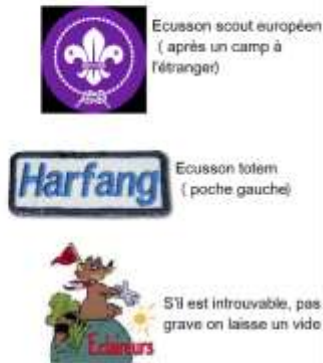 Ecusson scout européen
( après un camp à
l'étranger)
Harfang
Ecusson totem
( poche gauche)
S'il est introuvable, pas
grave on laisse un vide
Eclaireurs